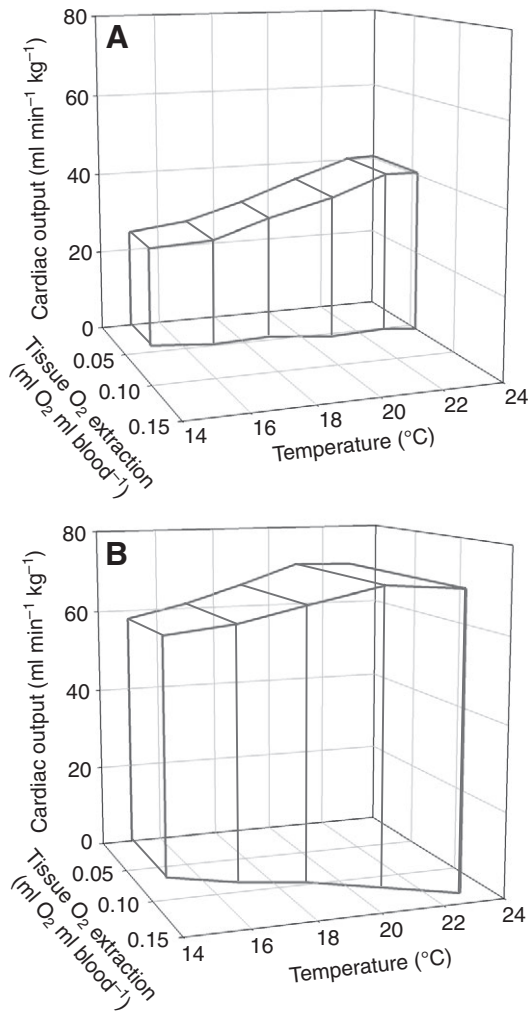 A
80
60
40
20
0
Cardiac output (ml min⁻¹ kg⁻¹)
0.05
0.10
0.15
Tissue O₂ extraction
(ml O₂ ml blood⁻¹)
14
16
18
20
22
24
Temperature (°C)
B
80
60
40
20
0
Cardiac output (ml min⁻¹ kg⁻¹)
0.05
0.10
0.15
Tissue O₂ extraction
(ml O₂ ml blood⁻¹)
14
16
18
20
22
24
Temperature (°C)